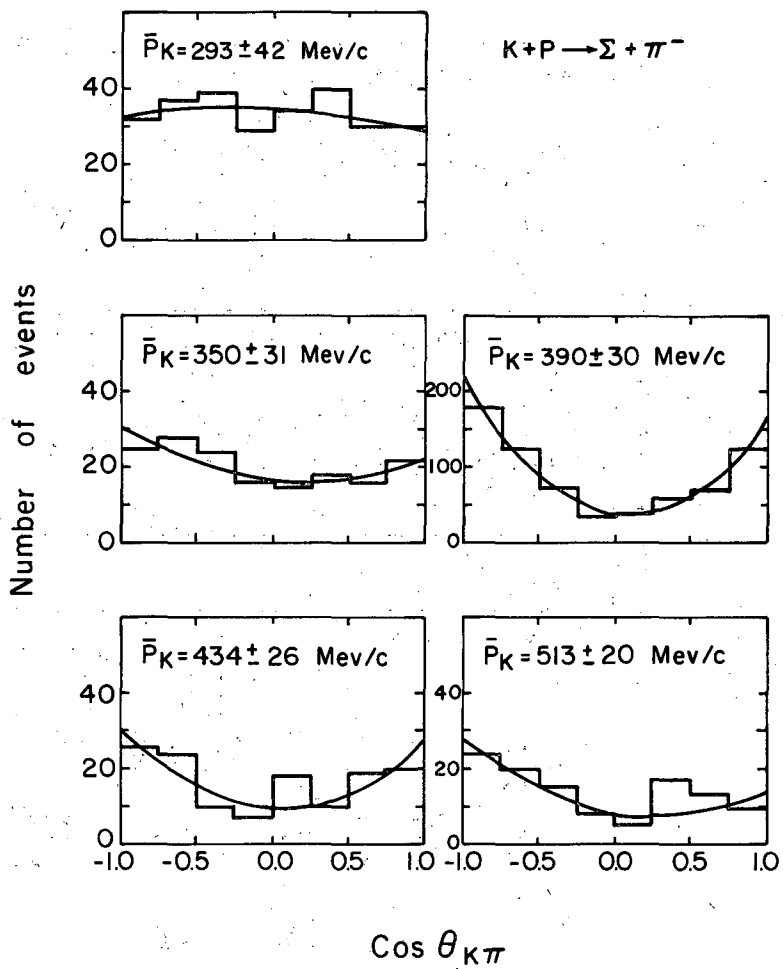 P̄K = 293 ± 42 Mev/c
K + P → Σ + π⁻
40
20
0
Number of events
P̄K = 350 ± 31 Mev/c
40
20
0
P̄K = 390 ± 30 Mev/c
200
100
0
P̄K = 434 ± 26 Mev/c
40
20
0
-1.0 -0.5 0.0 0.5 1.0
P̄K = 513 ± 20 Mev/c
40
20
0
-1.0 -0.5 0.0 0.5 1.0
Cos θKπ